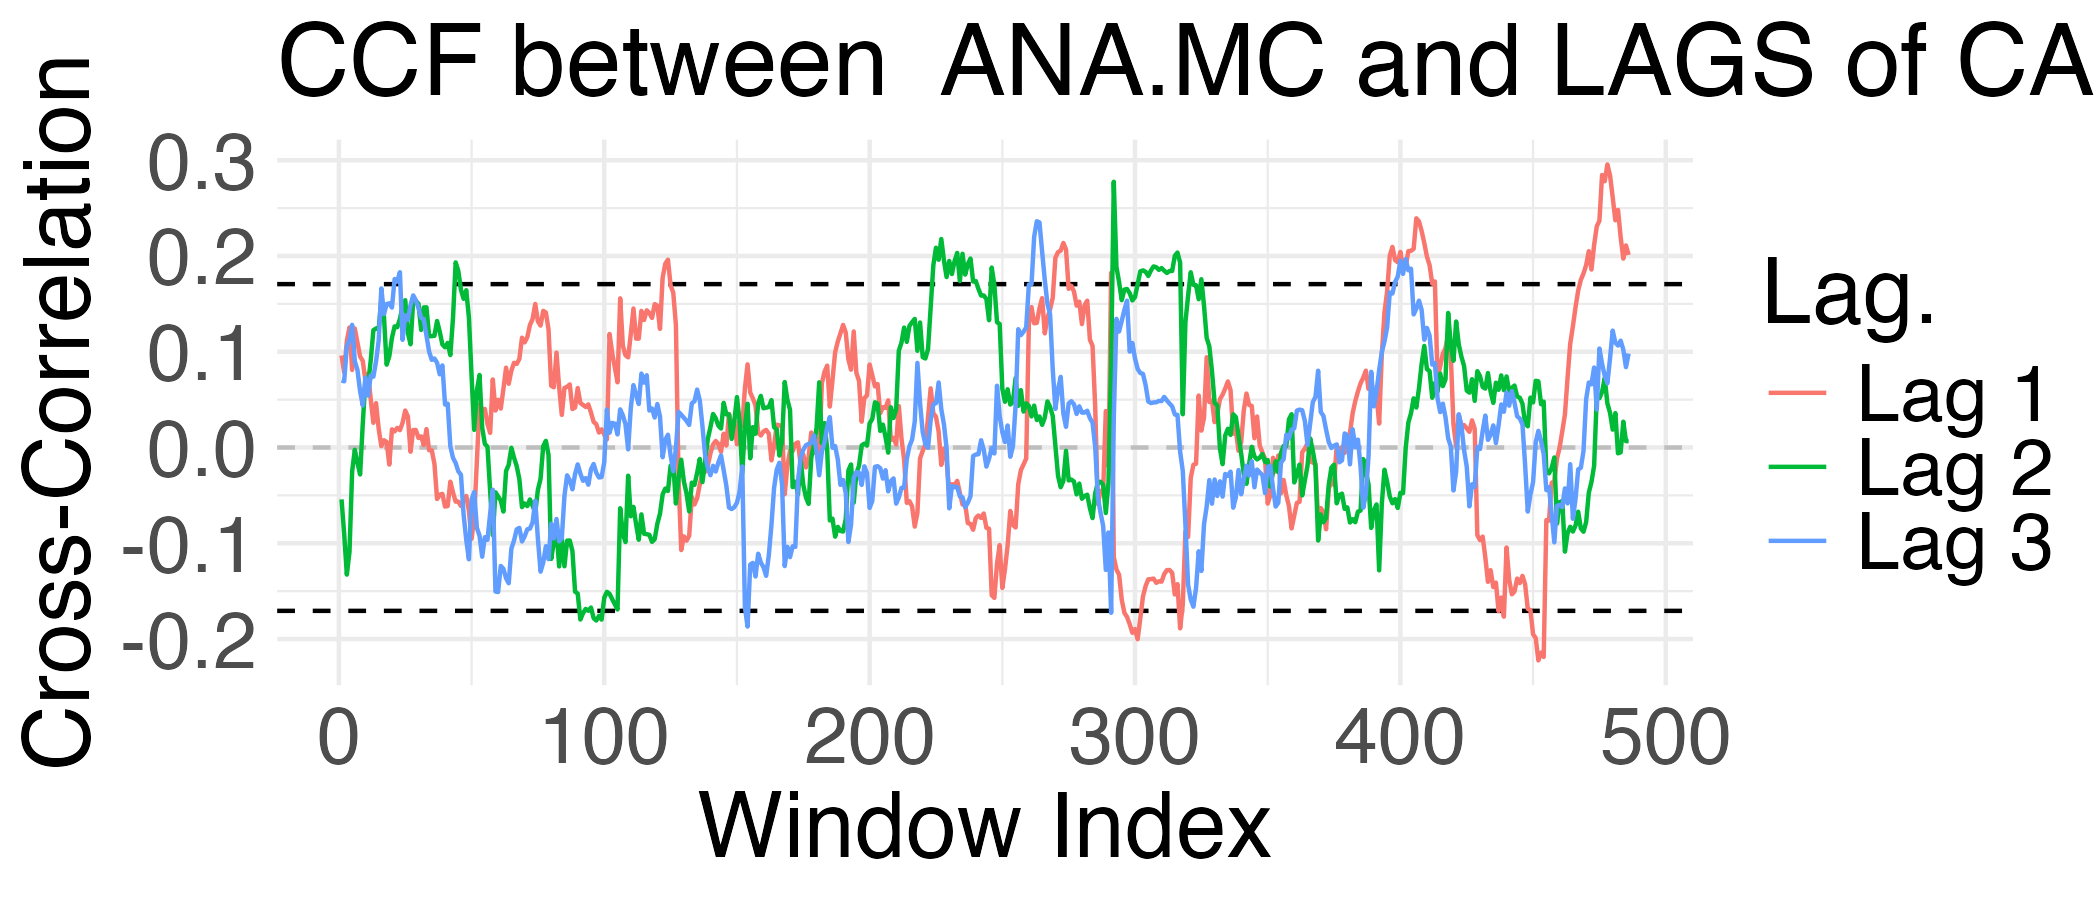 CCF between  ANA.MC and LAGS of CA
Cross-Correlation
0.3
0.2
0.1
0.0
-0.1
-0.2
0 100 200 300 400 500
Window Index
Lag.
Lag 1
Lag 2
Lag 3